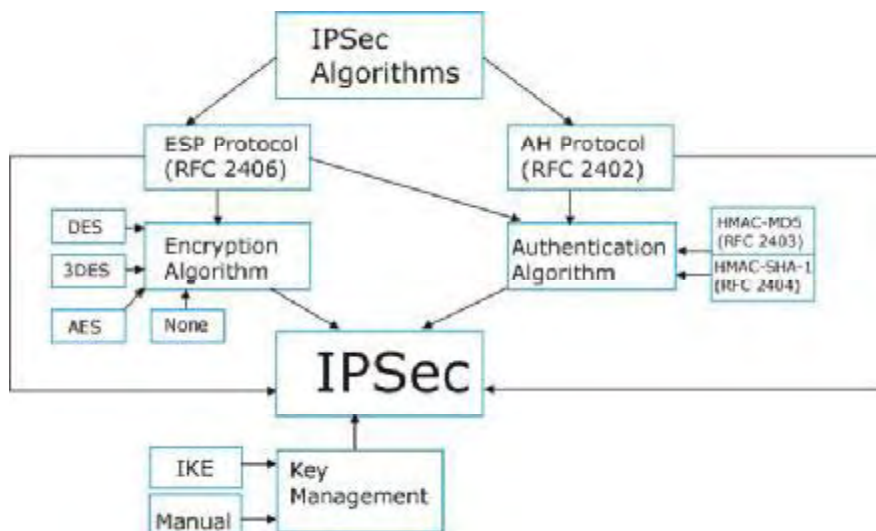 IPSec
Algorithms
ESP Protocol
(RFC 2406)
AH Protocol
(RFC 2402)
DES
3DES
AES
None
Encryption
Algorithm
Authentication
Algorithm
HMAC-MD5
(RFC 2403)
HMAC-SHA-1
(RFC 2404)
IPSec
IKE
Manual
Key
Management